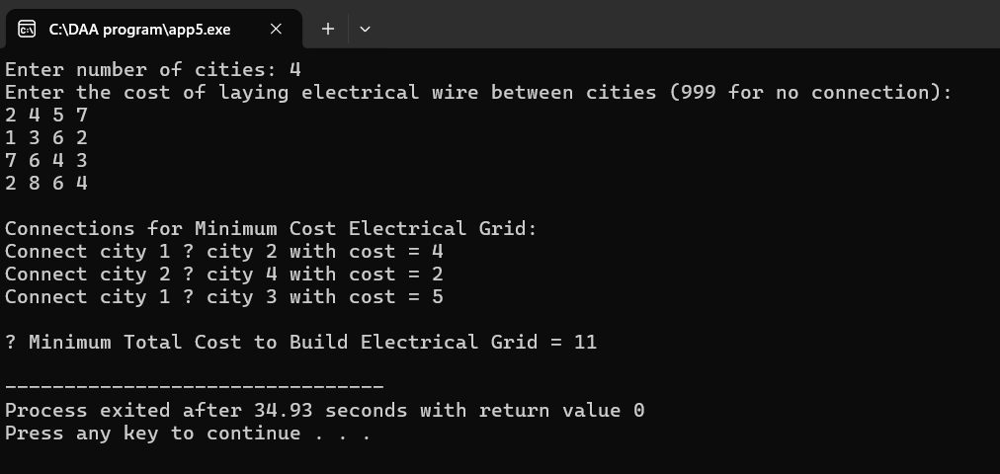 C:\DAA program\app5.exe
Enter number of cities: 4
Enter the cost of laying electrical wire between cities (999 for no connection):
2 4 5 7
1 3 6 2
7 6 4 3
2 8 6 4
Connections for Minimum Cost Electrical Grid:
Connect city 1 ? city 2 with cost = 4
Connect city 2 ? city 4 with cost = 2
Connect city 1 ? city 3 with cost = 5
? Minimum Total Cost to Build Electrical Grid = 11
--------------------------------
Process exited after 34.93 seconds with return value 0
Press any key to continue . . .